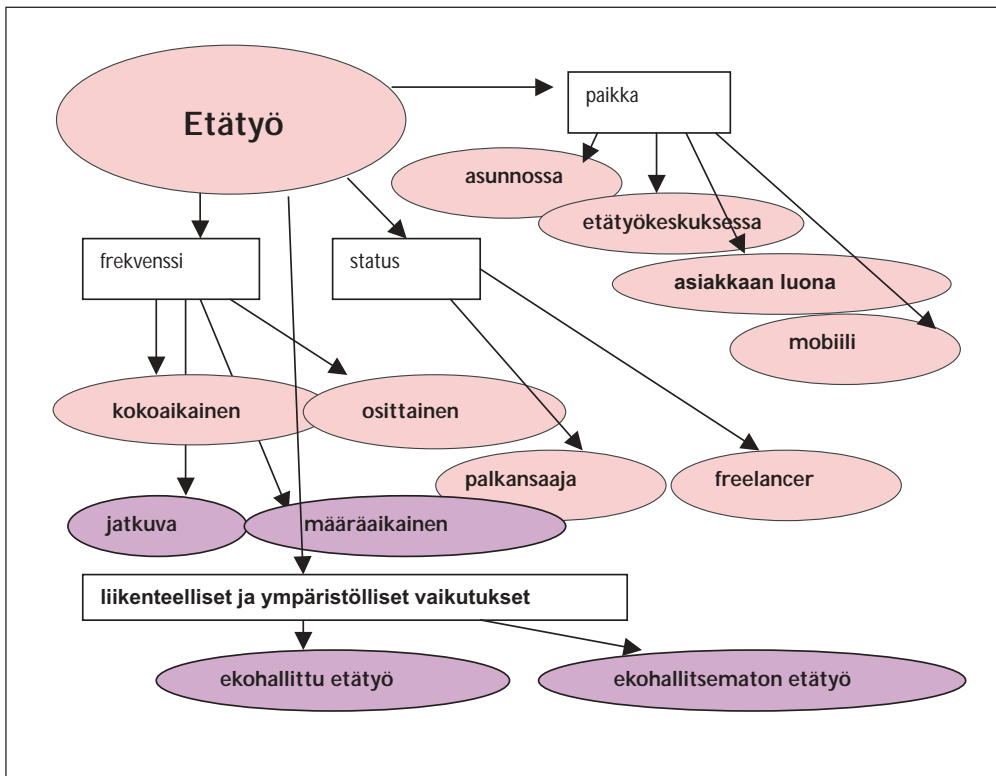 Etätyö
paikka
asunnossa
etätyökeskuksessa
asiakkaan luona
mobiili
frekvenssi
status
kokoaikainen
osittainen
palkansaaja
freelancer
jatkuva
määräaikainen
liikenteelliset ja ympäristölliset vaikutukset
ekohallittu etätyö
ekohallitsematon etätyö